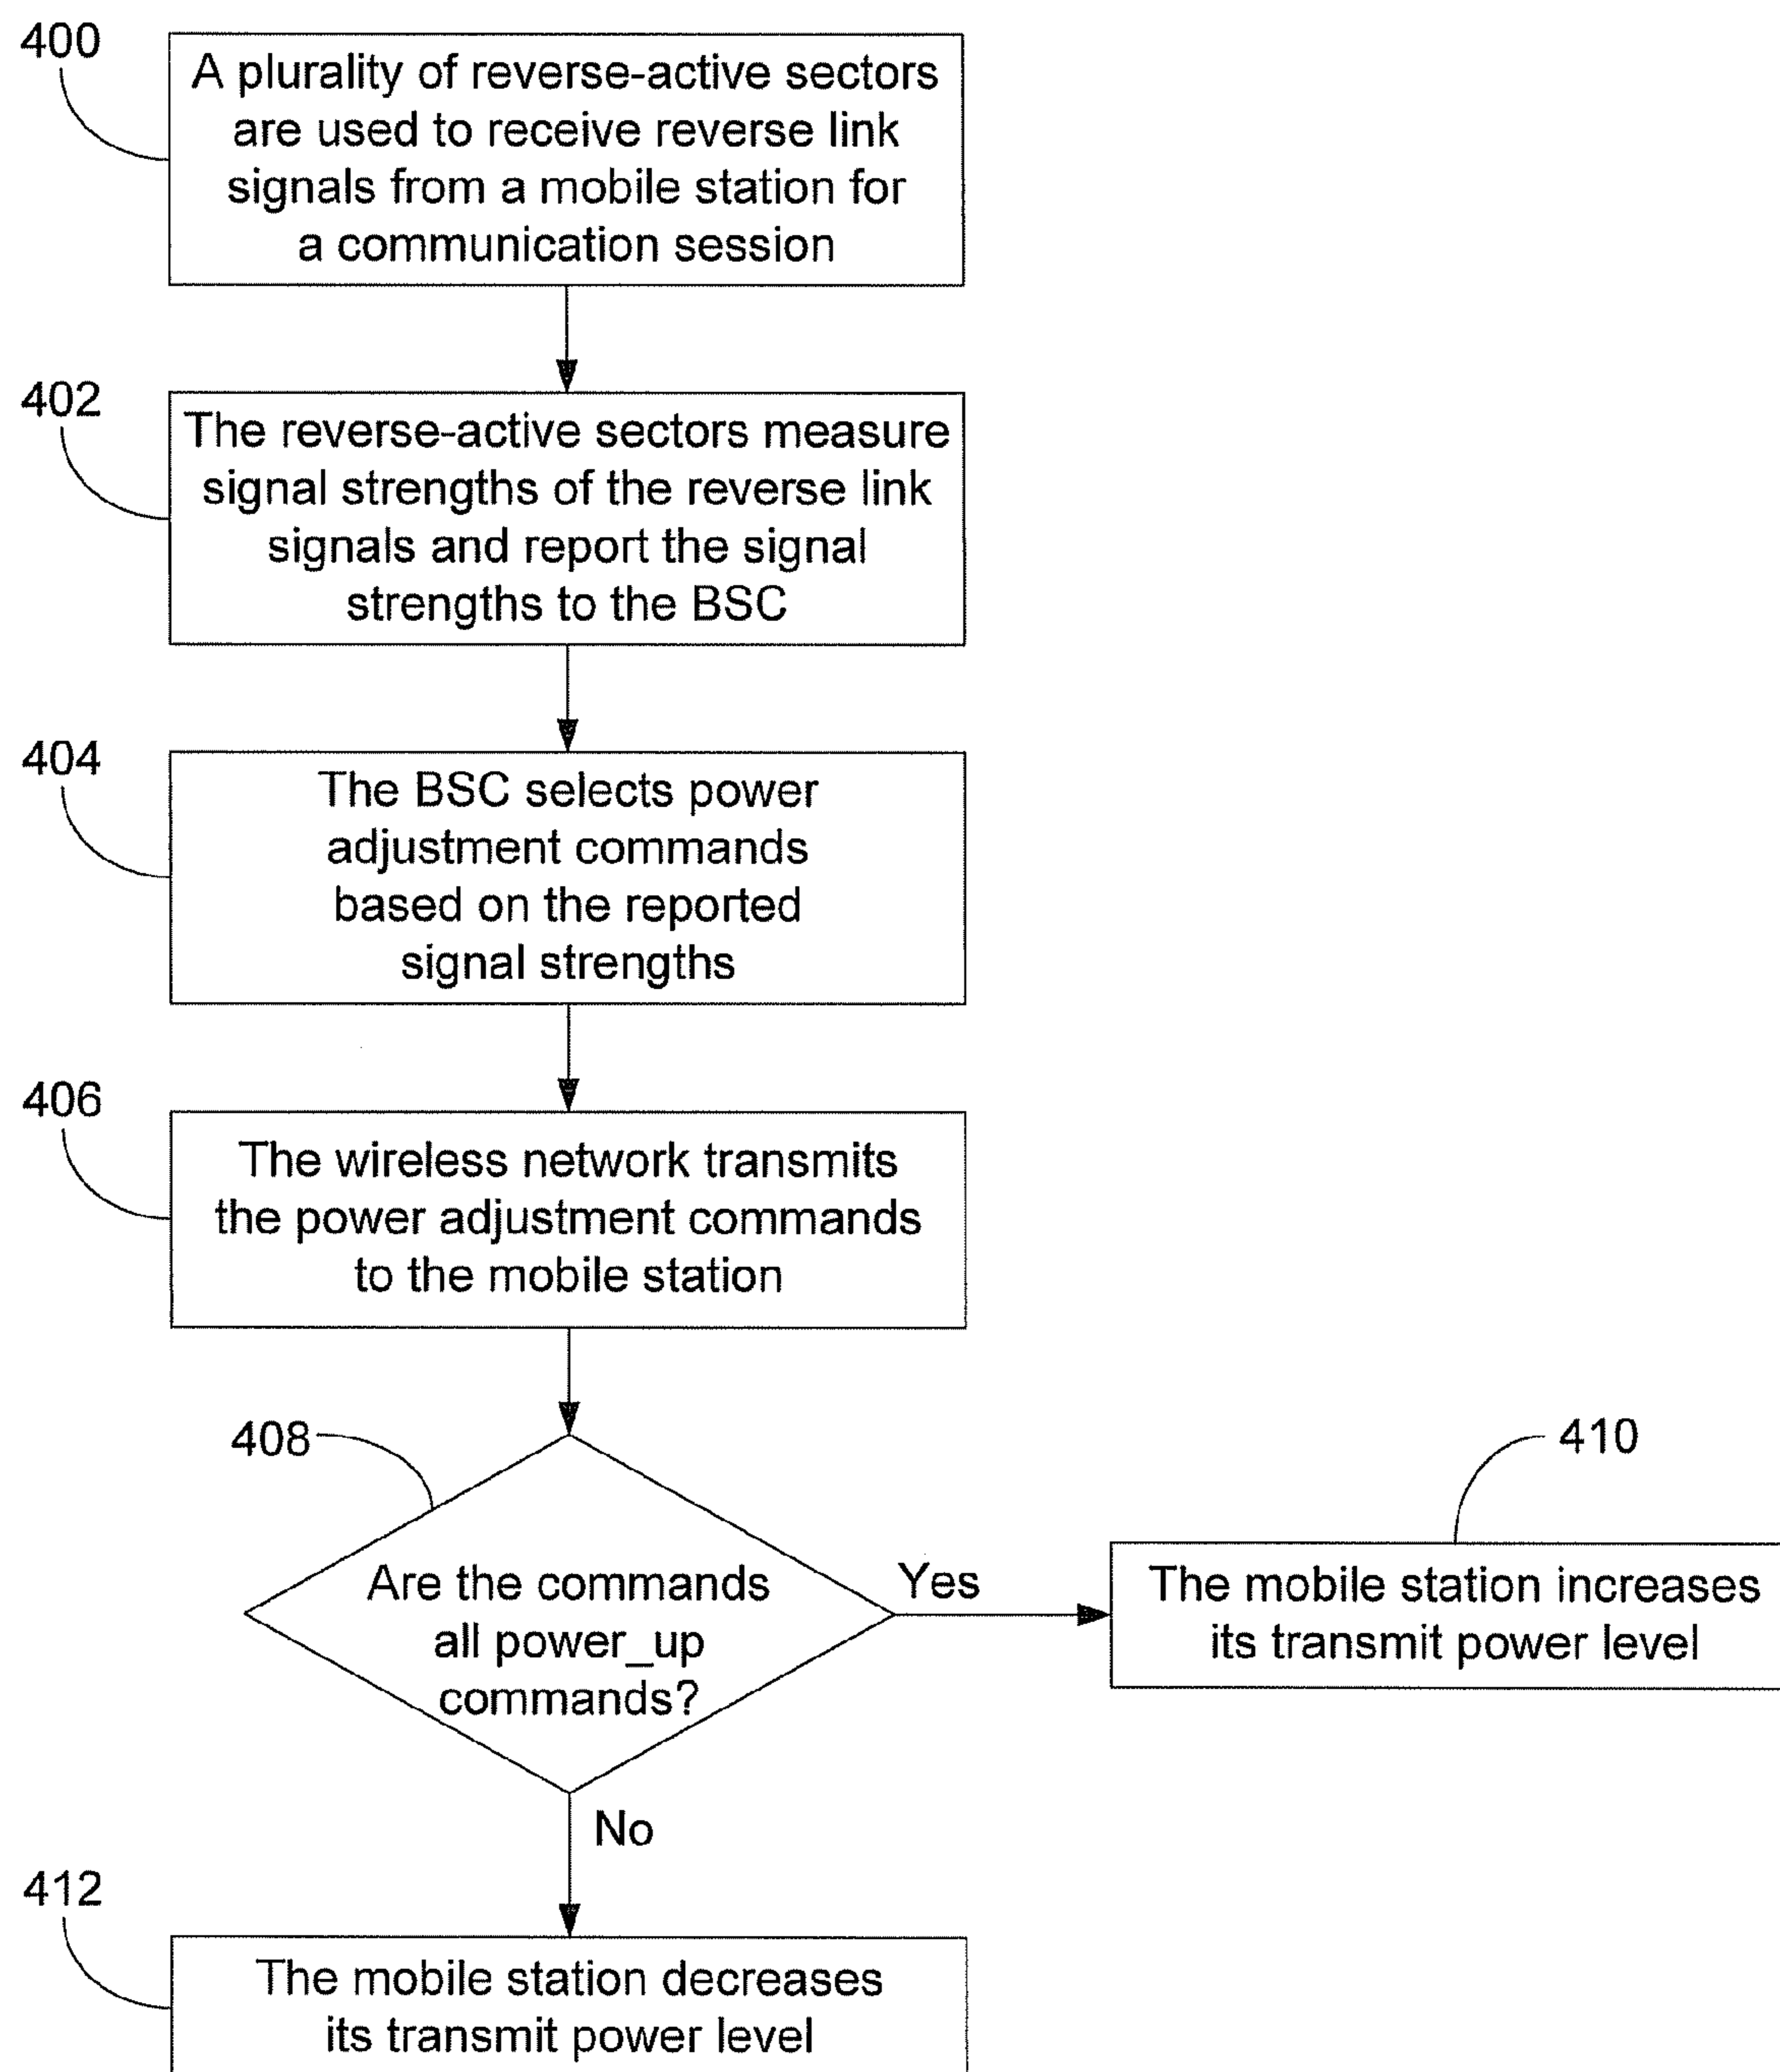 400
A plurality of reverse-active sectors
are used to receive reverse link
signals from a mobile station for
a communication session
402
The reverse-active sectors measure
signal strengths of the reverse link
signals and report the signal
strengths to the BSC
404
The BSC selects power
adjustment commands
based on the reported
signal strengths
406
The wireless network transmits
the power adjustment commands
to the mobile station
408
Are the commands
all power_up
commands?
Yes
410
The mobile station increases
its transmit power level
No
412
The mobile station decreases
its transmit power level